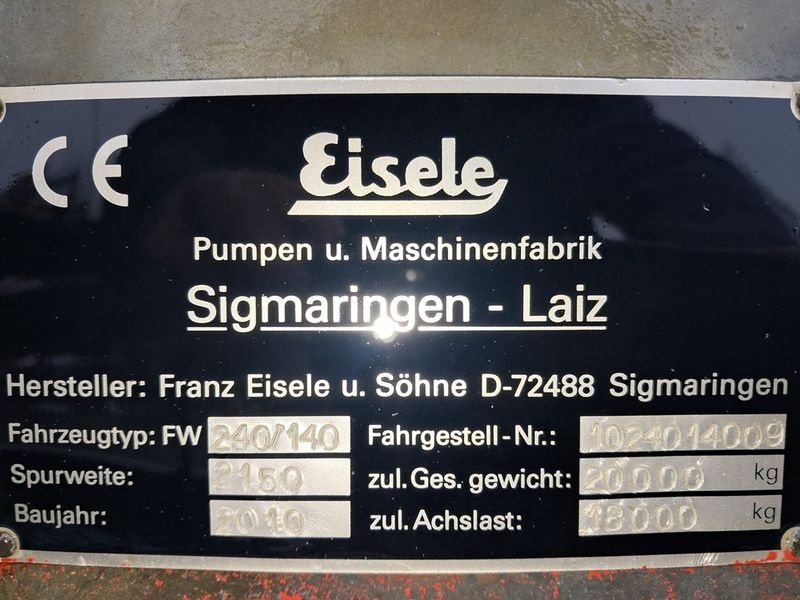 CE
Eisele
Pumpen u. Maschinenfabrik
Sigmaringen - Laiz
Hersteller: Franz Eisele u. Söhne D-72488 Sigmaringen
Fahrzeugtyp: FW 240/140 Fahrgestell-Nr.: 1024014009
Spurweite: 2150 zul. Ges. gewicht: 20000 kg
Baujahr: 2010 zul. Achslast: 18000 kg